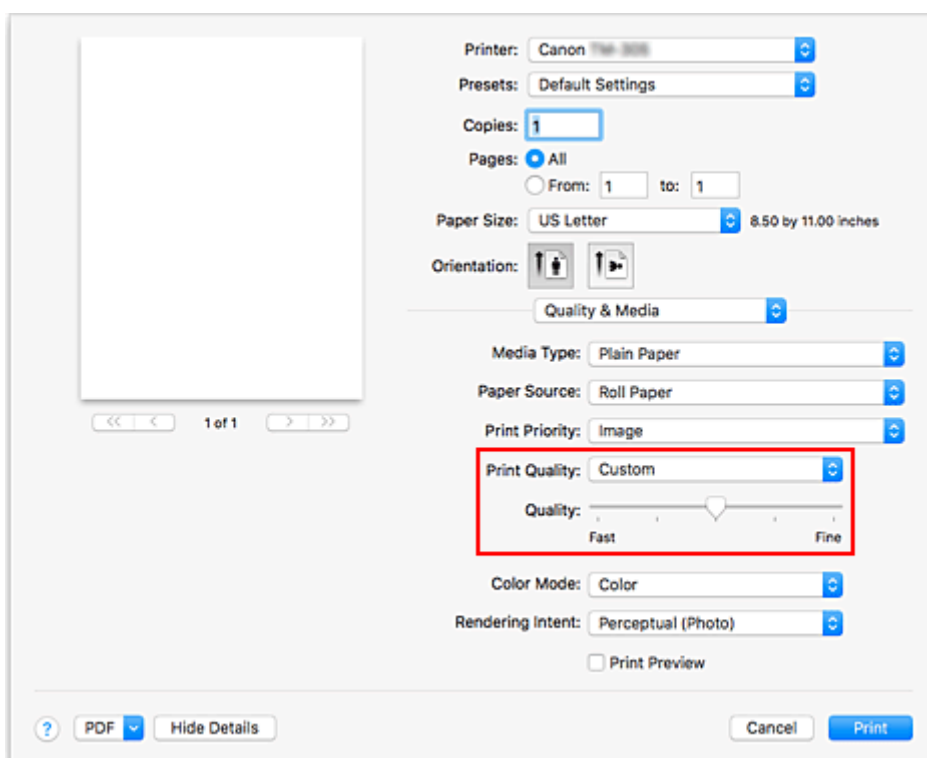 Printer: Canon
Presets: Default Settings
Copies: 1
Pages: All
From: 1 to: 1
Paper Size: US Letter 8.50 by 11.00 inches
Orientation:
Quality & Media
Media Type: Plain Paper
Paper Source: Roll Paper
1 of 1
Print Priority: Image
Print Quality: Custom
Quality:
Fast Fine
Color Mode: Color
Rendering Intent: Perceptual (Photo)
Print Preview
? PDF Hide Details Cancel Print